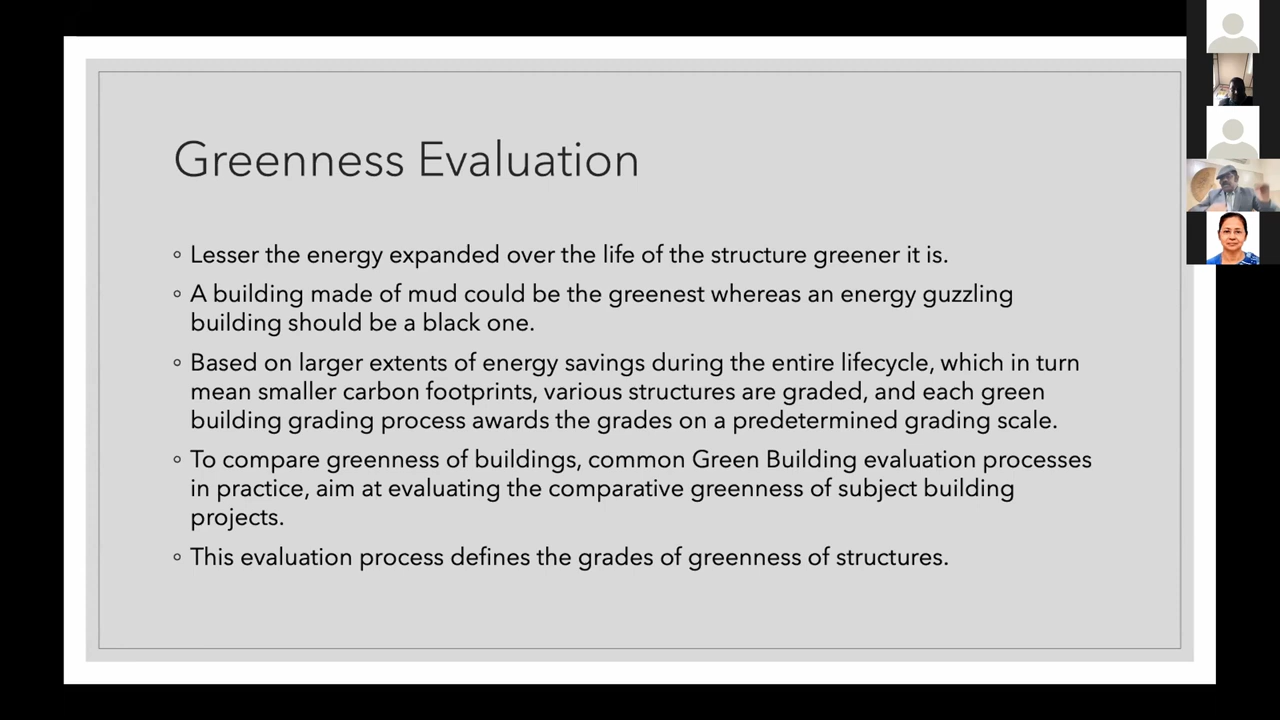 Greenness Evaluation
◦ Lesser the energy expanded over the life of the structure greener it is.
◦ A building made of mud could be the greenest whereas an energy guzzling
building should be a black one.
◦ Based on larger extents of energy savings during the entire lifecycle, which in turn
mean smaller carbon footprints, various structures are graded, and each green
building grading process awards the grades on a predetermined grading scale.
◦ To compare greenness of buildings, common Green Building evaluation processes
in practice, aim at evaluating the comparative greenness of subject building
projects.
◦ This evaluation process defines the grades of greenness of structures.